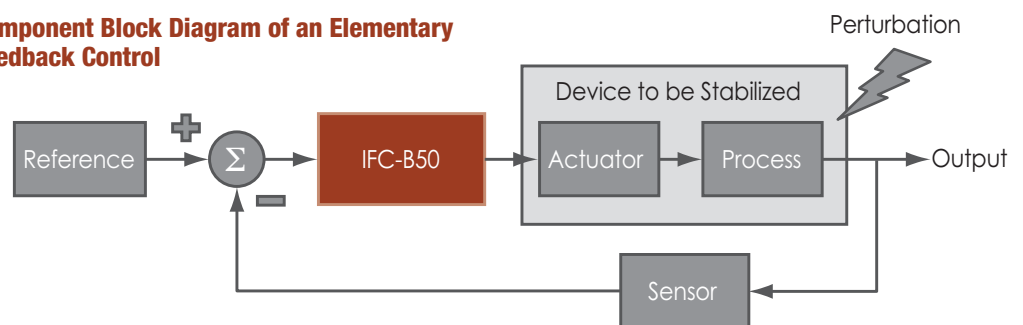 mponent Block Diagram of an Elementary
edback Control
Perturbation
Device to be Stabilized
Reference
Σ
IFC-B50
Actuator
Process
Output
Sensor